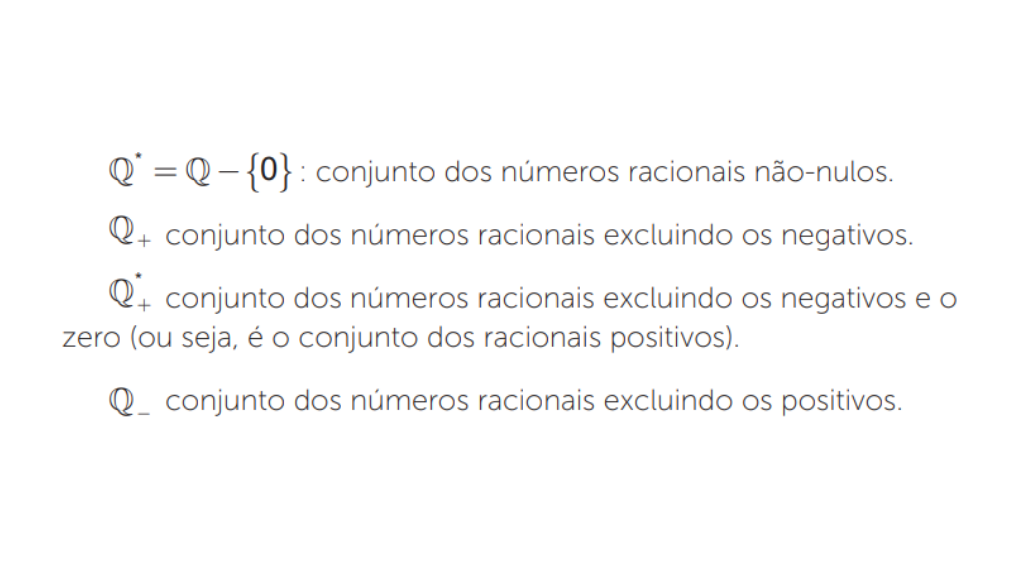 ℚ* = ℚ − {0} : conjunto dos números racionais não-nulos.
ℚ₊ conjunto dos números racionais excluindo os negativos.
ℚ*₊ conjunto dos números racionais excluindo os negativos e o
zero (ou seja, é o conjunto dos racionais positivos).
ℚ₋ conjunto dos números racionais excluindo os positivos.